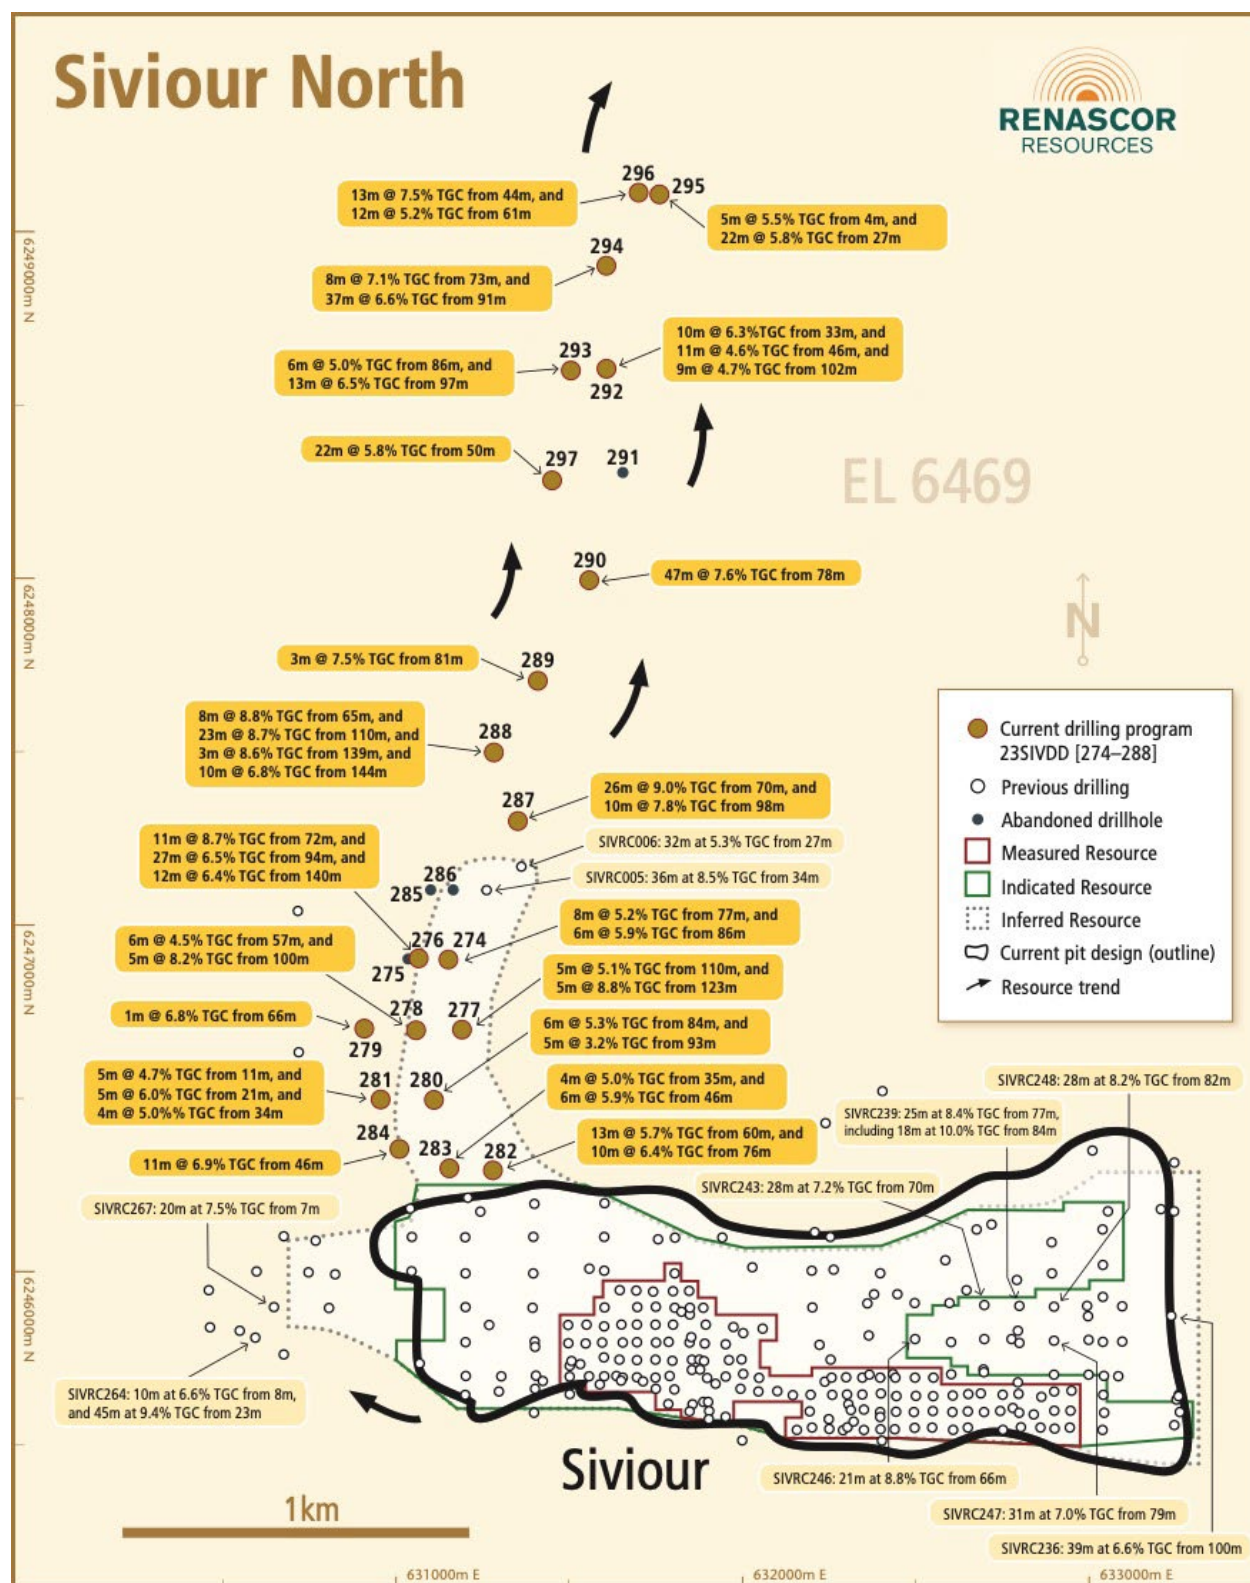 Siviour North
RENASCOR
RESOURCES
296
295
13m @ 7.5% TGC from 44m, and
12m @ 5.2% TGC from 61m
5m @ 5.5% TGC from 4m, and
22m @ 5.8% TGC from 27m
6249000m N
294
8m @ 7.1% TGC from 73m, and
37m @ 6.6% TGC from 91m
10m @ 6.3%TGC from 33m, and
11m @ 4.6% TGC from 46m, and
9m @ 4.7% TGC from 102m
293
292
6m @ 5.0% TGC from 86m, and
13m @ 6.5% TGC from 97m
22m @ 5.8% TGC from 50m
297
291
EL 6469
290
47m @ 7.6% TGC from 78m
6248000m N
N
3m @ 7.5% TGC from 81m
289
8m @ 8.8% TGC from 65m, and
23m @ 8.7% TGC from 110m, and
3m @ 8.6% TGC from 139m, and
10m @ 6.8% TGC from 144m
288
Current drilling program
23SIVDD [274–288]
Previous drilling
Abandoned drillhole
Measured Resource
Indicated Resource
Inferred Resource
Current pit design (outline)
Resource trend
287
26m @ 9.0% TGC from 70m, and
10m @ 7.8% TGC from 98m
11m @ 8.7% TGC from 72m, and
27m @ 6.5% TGC from 94m, and
12m @ 6.4% TGC from 140m
SIVRC006: 32m at 5.3% TGC from 27m
SIVRC005: 36m at 8.5% TGC from 34m
286
285
8m @ 5.2% TGC from 77m, and
6m @ 5.9% TGC from 86m
6m @ 4.5% TGC from 57m, and
5m @ 8.2% TGC from 100m
276
274
275
6247000m N
5m @ 5.1% TGC from 110m, and
5m @ 8.8% TGC from 123m
1m @ 6.8% TGC from 66m
278
277
279
6m @ 5.3% TGC from 84m, and
5m @ 3.2% TGC from 93m
5m @ 4.7% TGC from 11m, and
5m @ 6.0% TGC from 21m, and
4m @ 5.0%% TGC from 34m
281
280
4m @ 5.0% TGC from 35m, and
6m @ 5.9% TGC from 46m
SIVRC248: 28m at 8.2% TGC from 82m
SIVRC239: 25m at 8.4% TGC from 77m,
including 18m at 10.0% TGC from 84m
284
283
282
13m @ 5.7% TGC from 60m, and
10m @ 6.4% TGC from 76m
11m @ 6.9% TGC from 46m
SIVRC243: 28m at 7.2% TGC from 70m
SIVRC267: 20m at 7.5% TGC from 7m
6246000m N
SIVRC264: 10m at 6.6% TGC from 8m,
and 45m at 9.4% TGC from 23m
Siviour
SIVRC246: 21m at 8.8% TGC from 66m
SIVRC247: 31m at 7.0% TGC from 79m
SIVRC236: 39m at 6.6% TGC from 100m
1km
631000m E
632000m E
633000m E